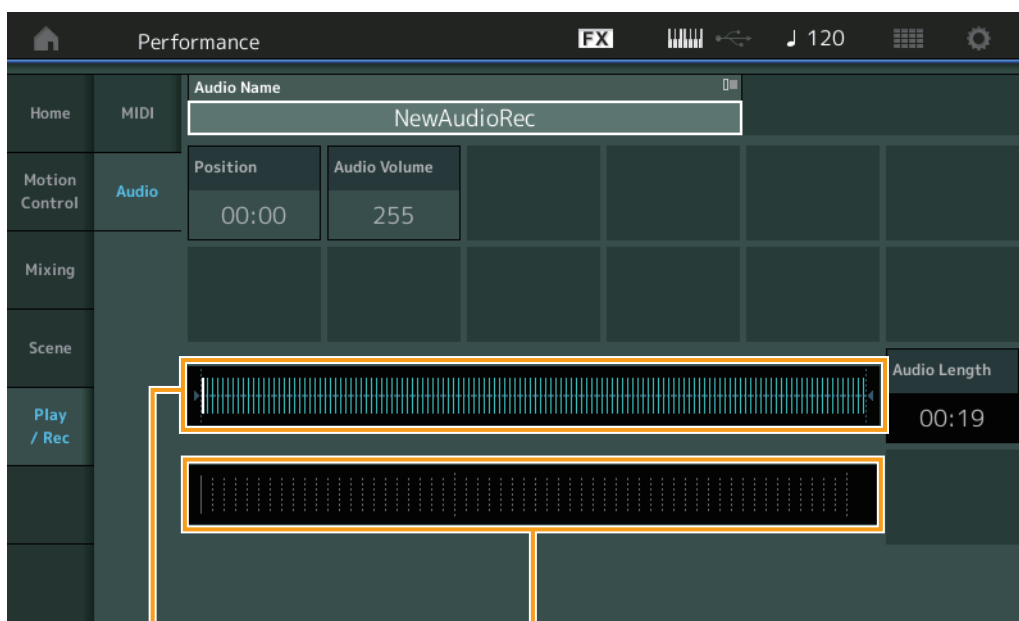 Performance
FX
♩ 120
Home
Motion
Control
Mixing
Scene
Play
/ Rec
MIDI
Audio
Audio Name
NewAudioRec
Position
00:00
Audio Volume
255
Audio Length
00:19